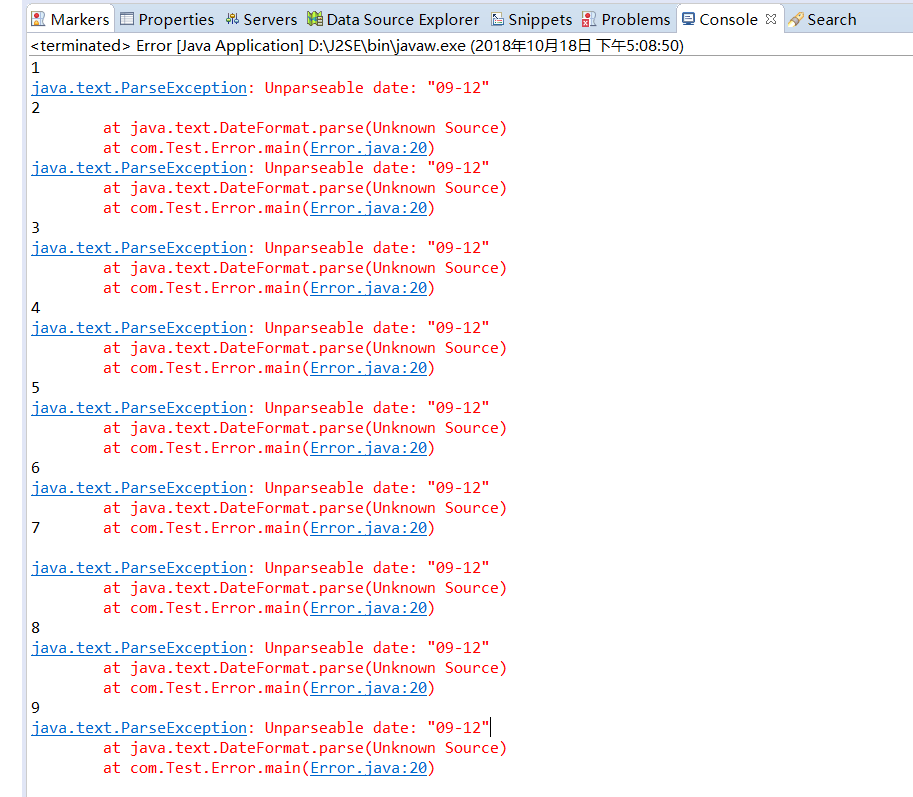 Markers Properties Servers Data Source Explorer Snippets Problems Console Search
<terminated> Error [Java Application] D:\J2SE\bin\javaw.exe (2018年10月18日 下午5:08:50)
1
java.text.ParseException: Unparseable date: "09-12"
2
at java.text.DateFormat.parse(Unknown Source)
at com.Test.Error.main(Error.java:20)
java.text.ParseException: Unparseable date: "09-12"
at java.text.DateFormat.parse(Unknown Source)
at com.Test.Error.main(Error.java:20)
3
java.text.ParseException: Unparseable date: "09-12"
at java.text.DateFormat.parse(Unknown Source)
at com.Test.Error.main(Error.java:20)
4
java.text.ParseException: Unparseable date: "09-12"
at java.text.DateFormat.parse(Unknown Source)
at com.Test.Error.main(Error.java:20)
5
java.text.ParseException: Unparseable date: "09-12"
at java.text.DateFormat.parse(Unknown Source)
at com.Test.Error.main(Error.java:20)
6
java.text.ParseException: Unparseable date: "09-12"
at java.text.DateFormat.parse(Unknown Source)
7 at com.Test.Error.main(Error.java:20)
java.text.ParseException: Unparseable date: "09-12"
at java.text.DateFormat.parse(Unknown Source)
at com.Test.Error.main(Error.java:20)
8
java.text.ParseException: Unparseable date: "09-12"
at java.text.DateFormat.parse(Unknown Source)
at com.Test.Error.main(Error.java:20)
9
java.text.ParseException: Unparseable date: "09-12"
at java.text.DateFormat.parse(Unknown Source)
at com.Test.Error.main(Error.java:20)